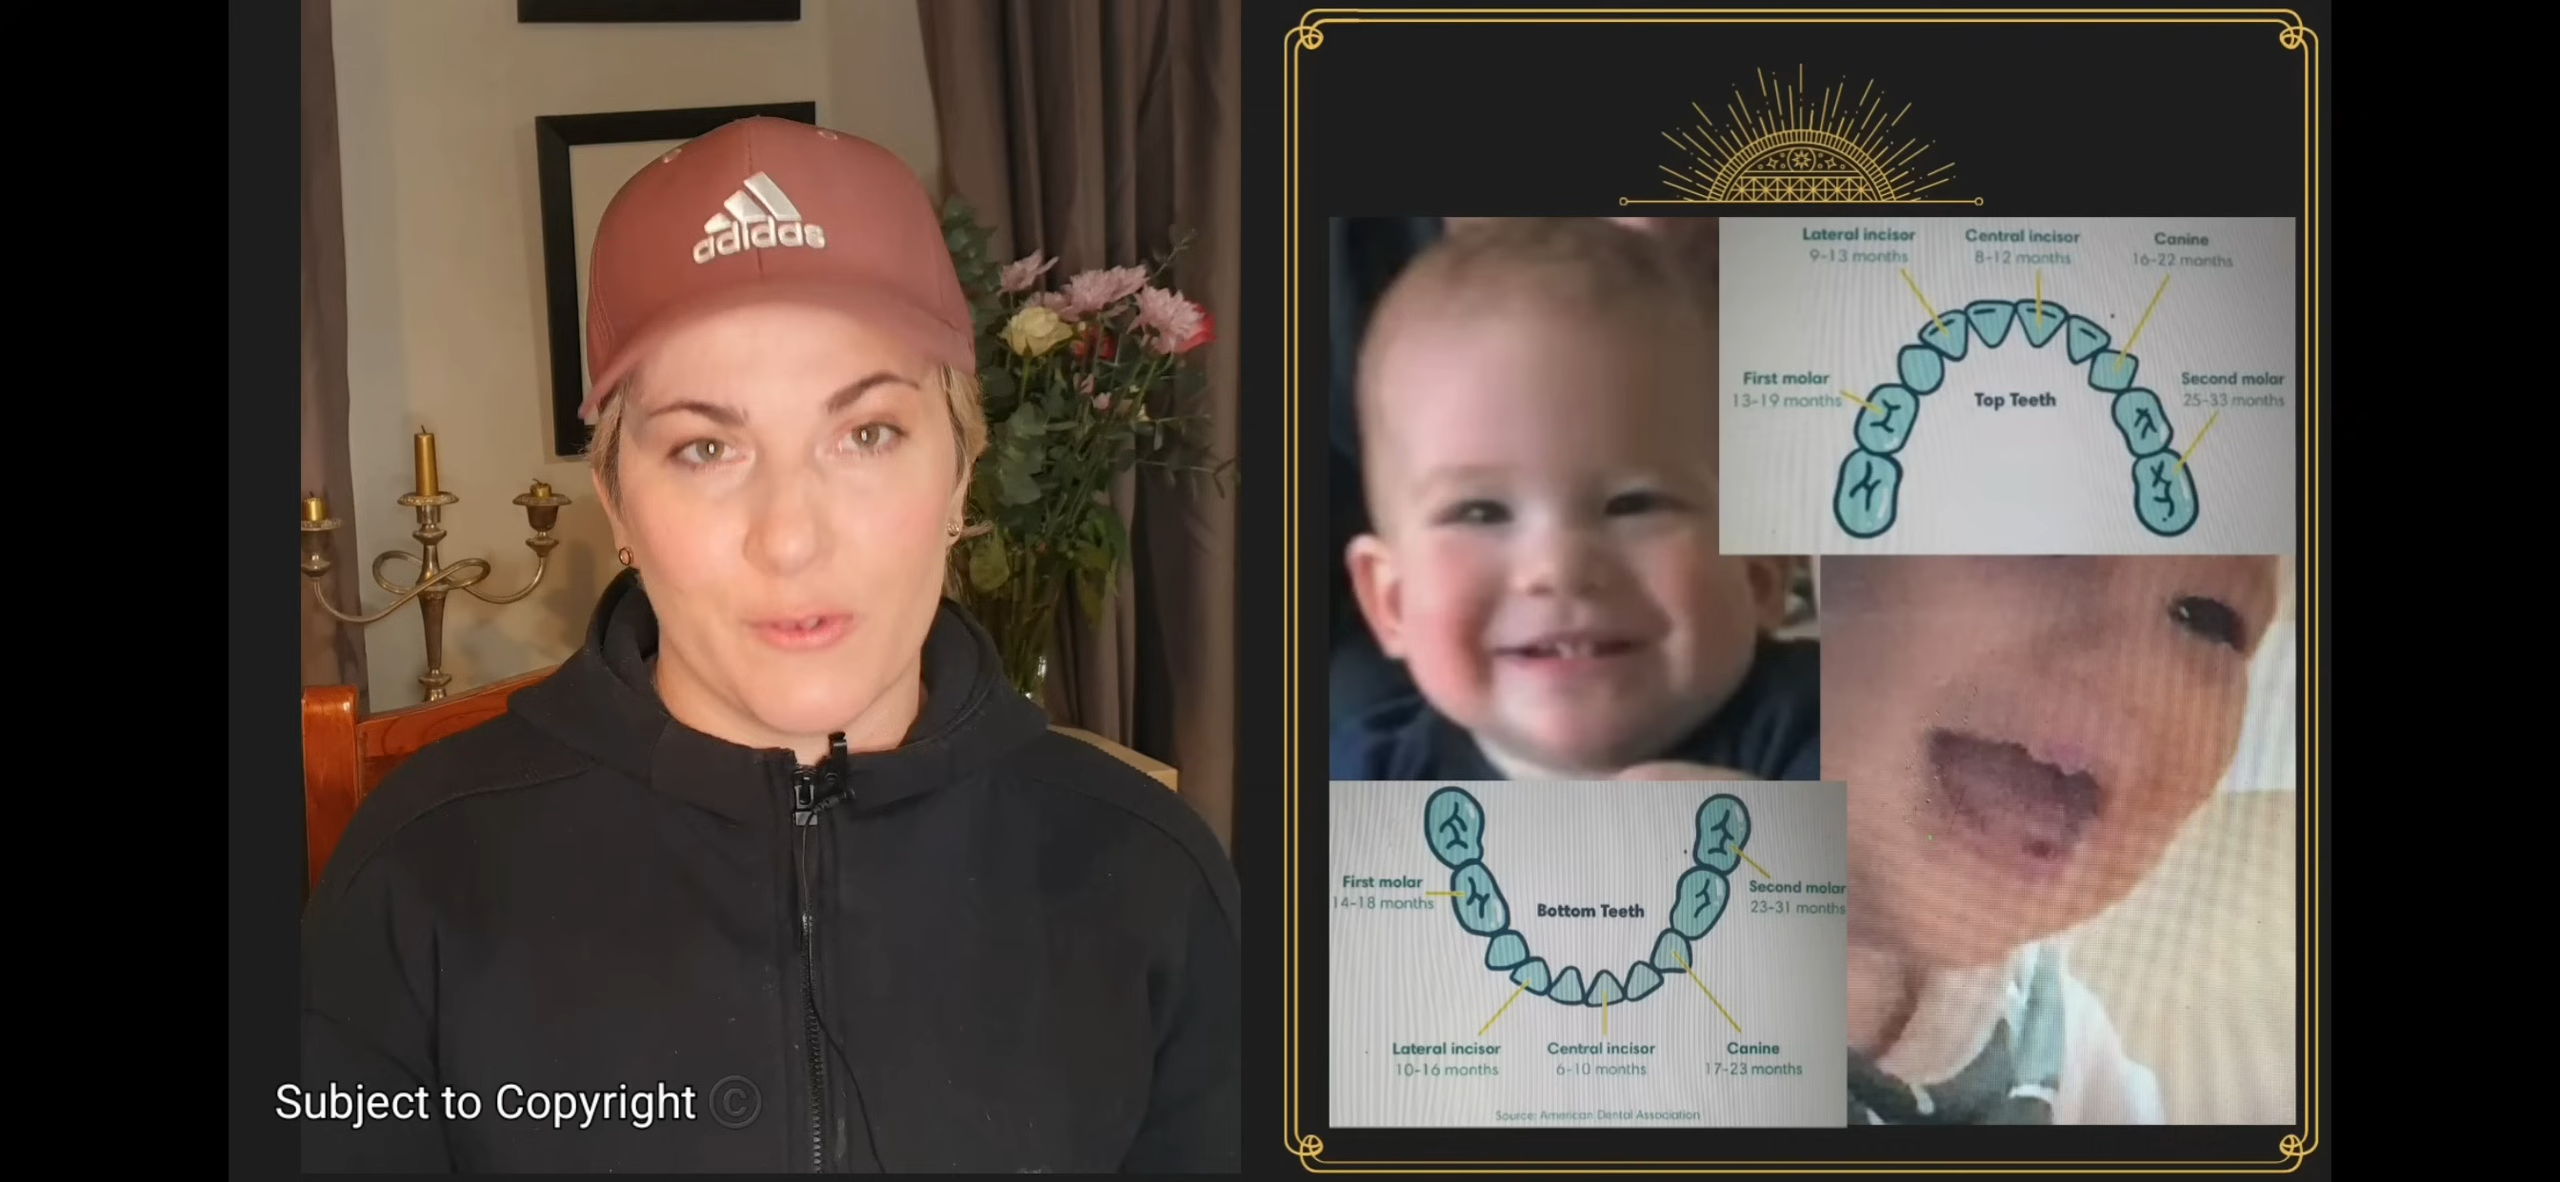 adidas
Lateral incisor
9-13 months
Central incisor
8-12 months
Canine
16-22 months
First molar
13-19 months
Top Teeth
Second molar
25-33 months
First molar
14-18 months
Bottom Teeth
Second molar
23-31 months
Lateral incisor
10-16 months
Central incisor
6-10 months
Canine
17-23 months
Source: American Dental Association
Subject to Copyright ©